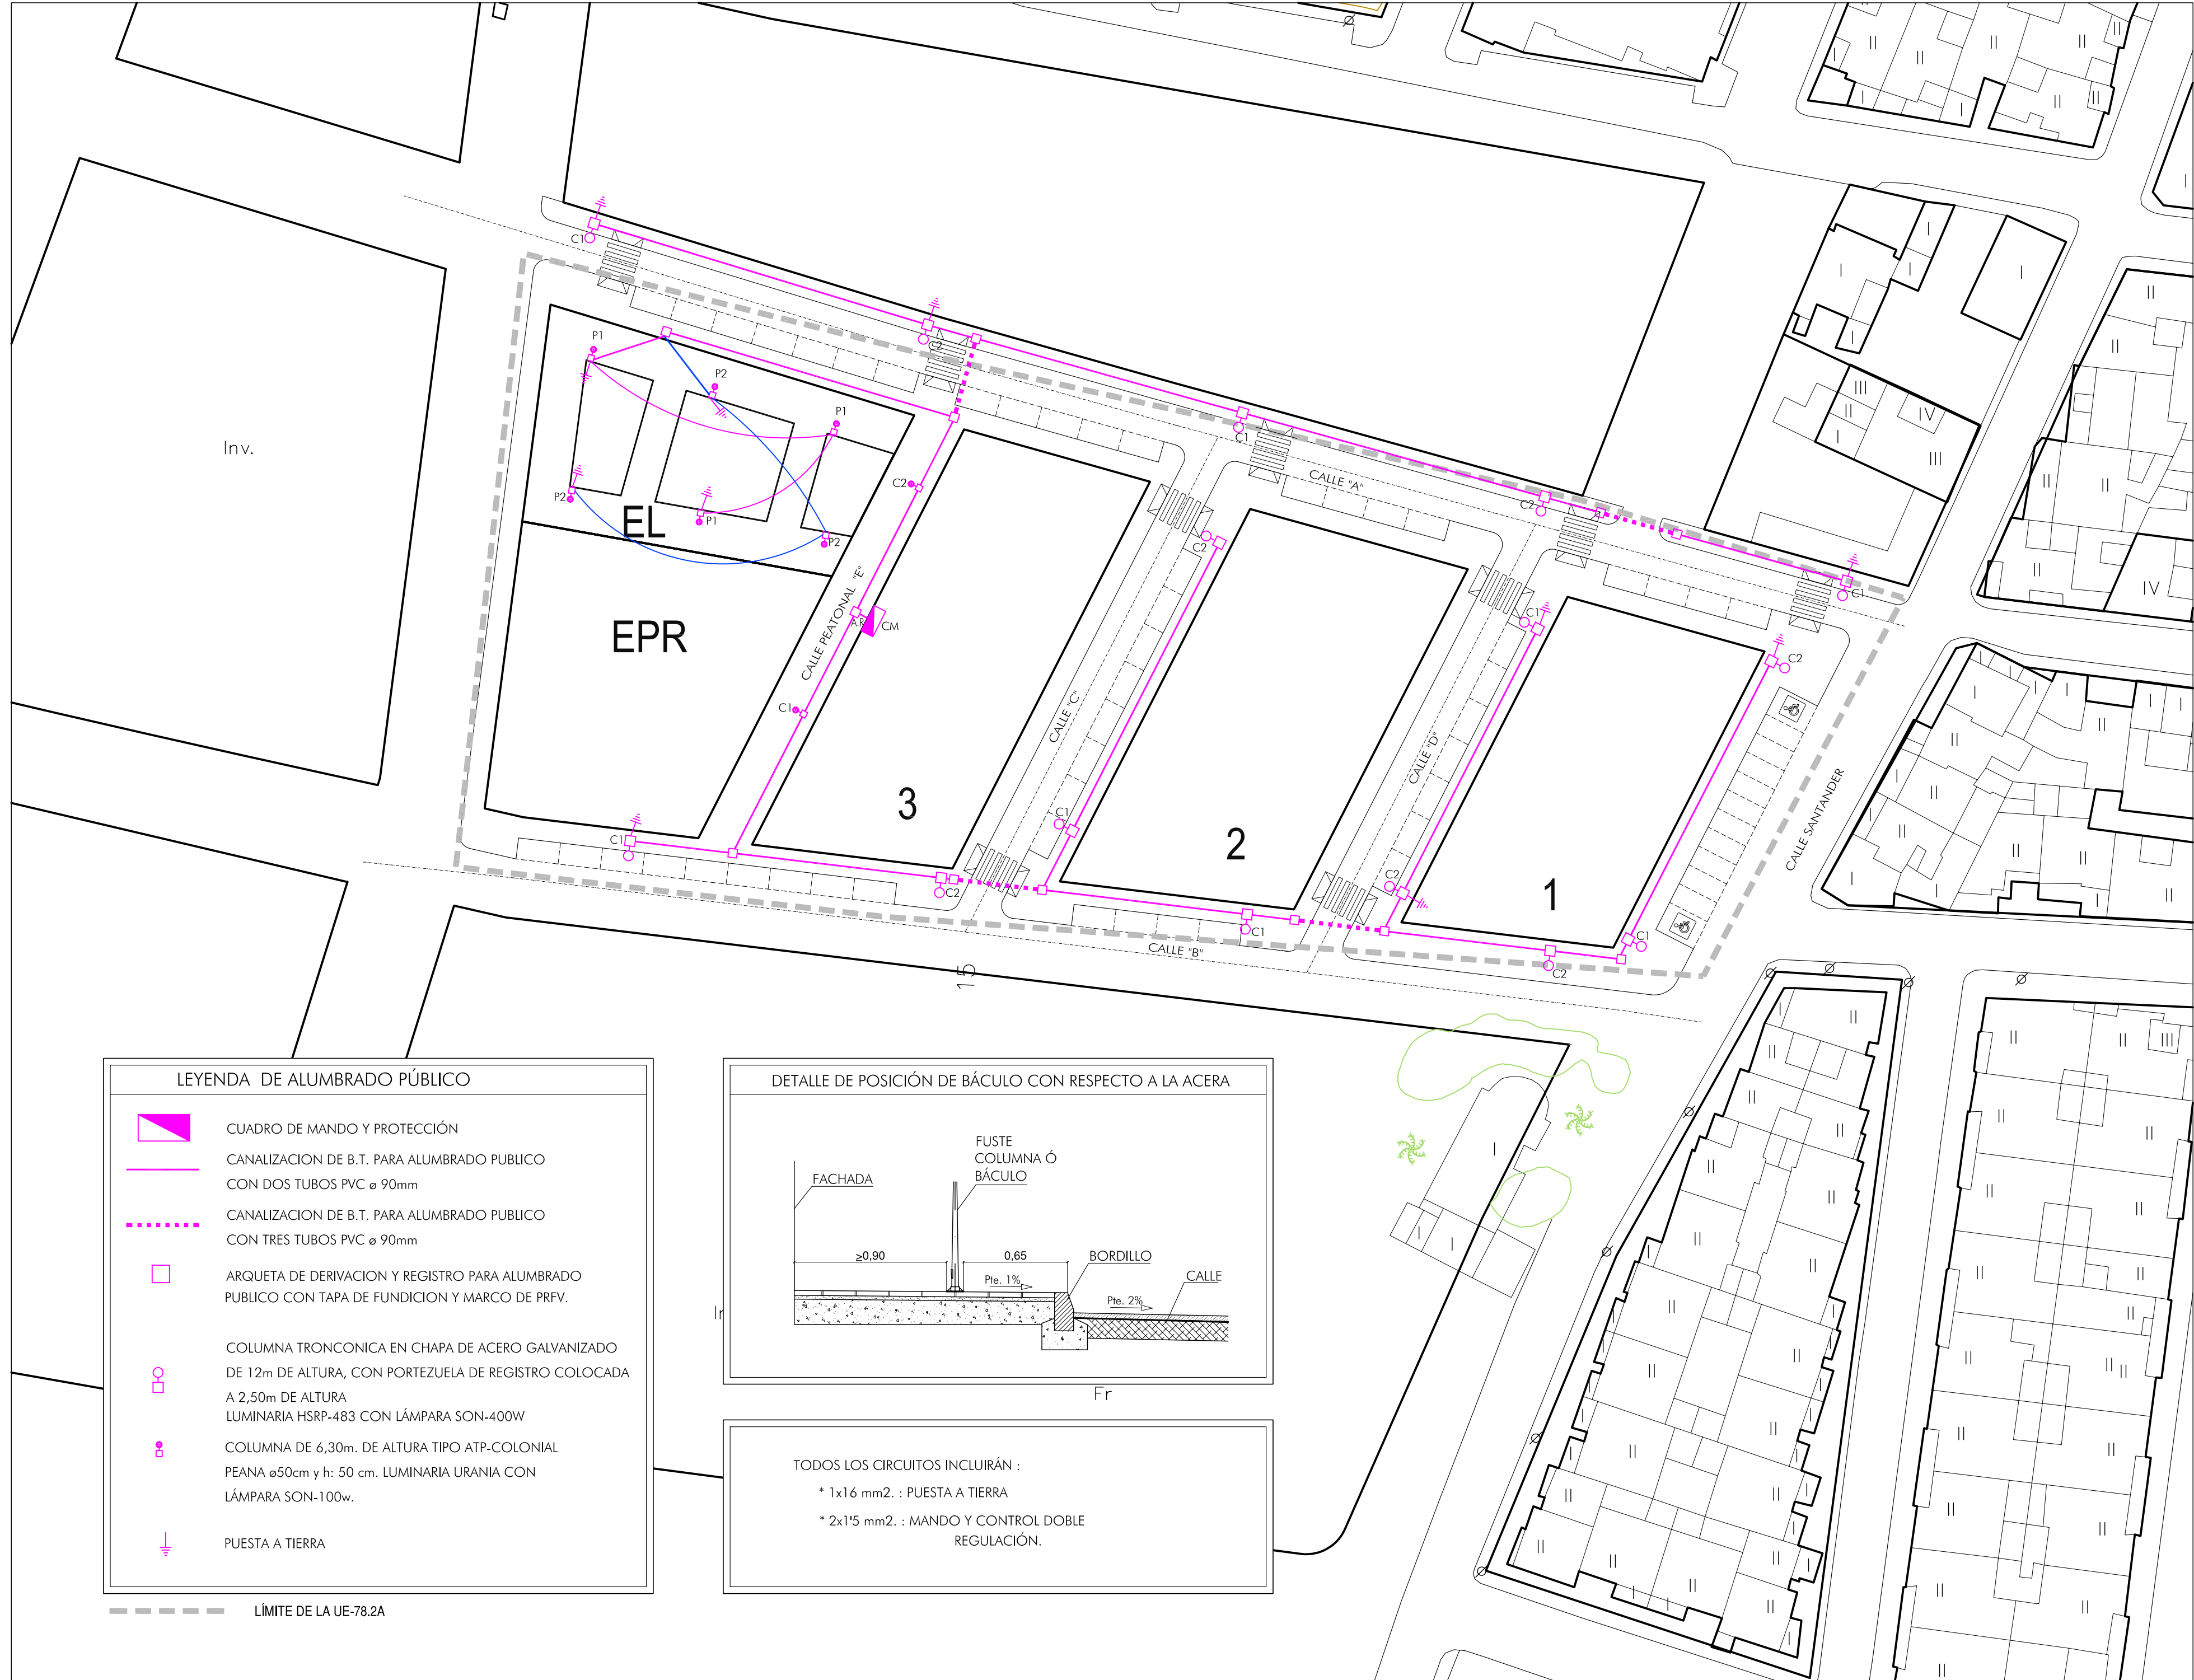 Inv.
C1
C2
C1
C2
C1
P1
P2
P1
P2
P1
P2
EL
EPR
C2
A.R
CM
C1
CALLE PEATONAL "E"
CALLE "A"
C2
C1
C2
CALLE "C"
CALLE "D"
CALLE SANTANDER
3
2
1
C1
C1
C2
C2
C1
C1
C2
CALLE "B"
15
III
II
I
IV
III
IV
LEYENDA DE ALUMBRADO PÚBLICO
CUADRO DE MANDO Y PROTECCIÓN
CANALIZACION DE B.T. PARA ALUMBRADO PUBLICO
CON DOS TUBOS PVC ø 90mm
CANALIZACION DE B.T. PARA ALUMBRADO PUBLICO
CON TRES TUBOS PVC ø 90mm
ARQUETA DE DERIVACION Y REGISTRO PARA ALUMBRADO
PUBLICO CON TAPA DE FUNDICION Y MARCO DE PRFV.
COLUMNA TRONCONICA EN CHAPA DE ACERO GALVANIZADO
DE 12m DE ALTURA, CON PORTEZUELA DE REGISTRO COLOCADA
A 2,50m DE ALTURA
LUMINARIA HSRP-483 CON LÁMPARA SON-400W
COLUMNA DE 6,30m. DE ALTURA TIPO ATP-COLONIAL
PEANA ø50cm y h: 50 cm. LUMINARIA URANIA CON
LÁMPARA SON-100w.
PUESTA A TIERRA
LÍMITE DE LA UE-78.2A
DETALLE DE POSICIÓN DE BÁCULO CON RESPECTO A LA ACERA
FUSTE
COLUMNA Ó
BÁCULO
FACHADA
≥0,90
0,65
BORDILLO
Pte. 1%
CALLE
Pte. 2%
Fr
TODOS LOS CIRCUITOS INCLUIRÁN :
* 1x16 mm2. : PUESTA A TIERRA
* 2x1'5 mm2. : MANDO Y CONTROL DOBLE
REGULACIÓN.